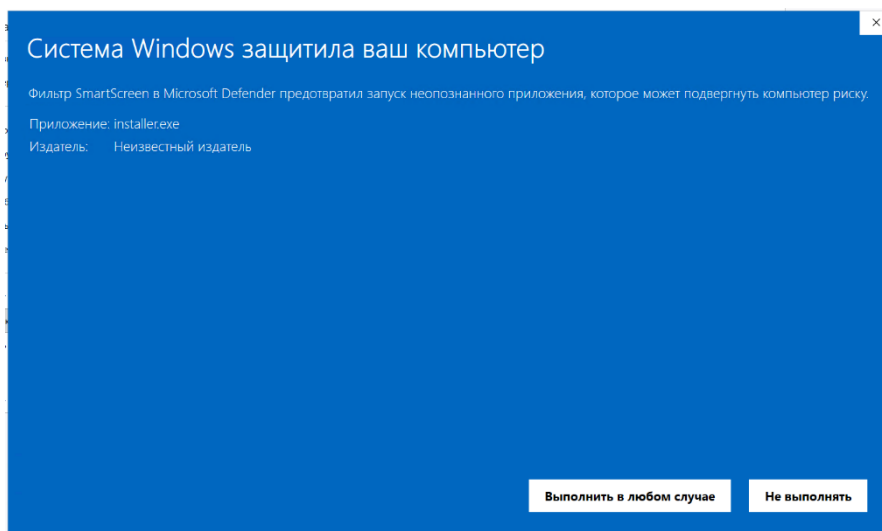 Система Windows защитила ваш компьютер
Фильтр SmartScreen в Microsoft Defender предотвратил запуск неопознанного приложения, которое может подвергнуть компьютер риску.
Приложение: installer.exe
Издатель: Неизвестный издатель
Выполнить в любом случае
Не выполнять